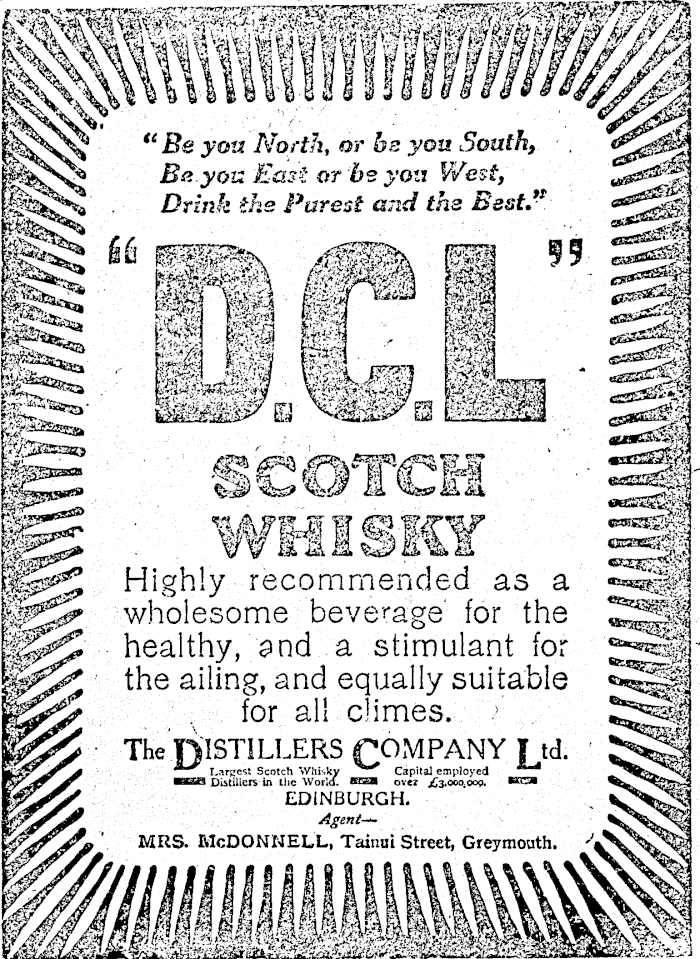 “Be you North, or be you South,
Be you East or be you West,
Drink the Purest and the Best.”
“D.C.L”
SCOTCH
WHISKY
Highly recommended as a
wholesome beverage for the
healthy, and a stimulant for
the ailing, and equally suitable
for all climes.
The DISTILLERS COMPANY Ltd.
Largest Scotch Whisky Capital employed
Distillers in the World. over £3,000,000.
EDINBURGH.
Agent—
MRS. McDONNELL, Tainui Street, Greymouth.